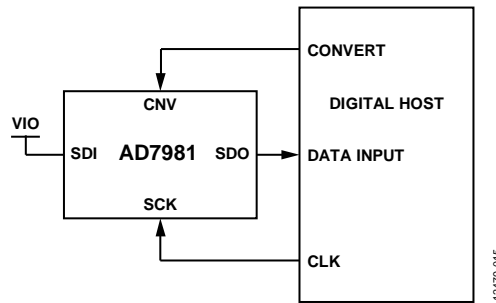 CONVERT
DIGITAL HOST
CNV
VIO
SDI
AD7981
SDO
DATA INPUT
SCK
CLK